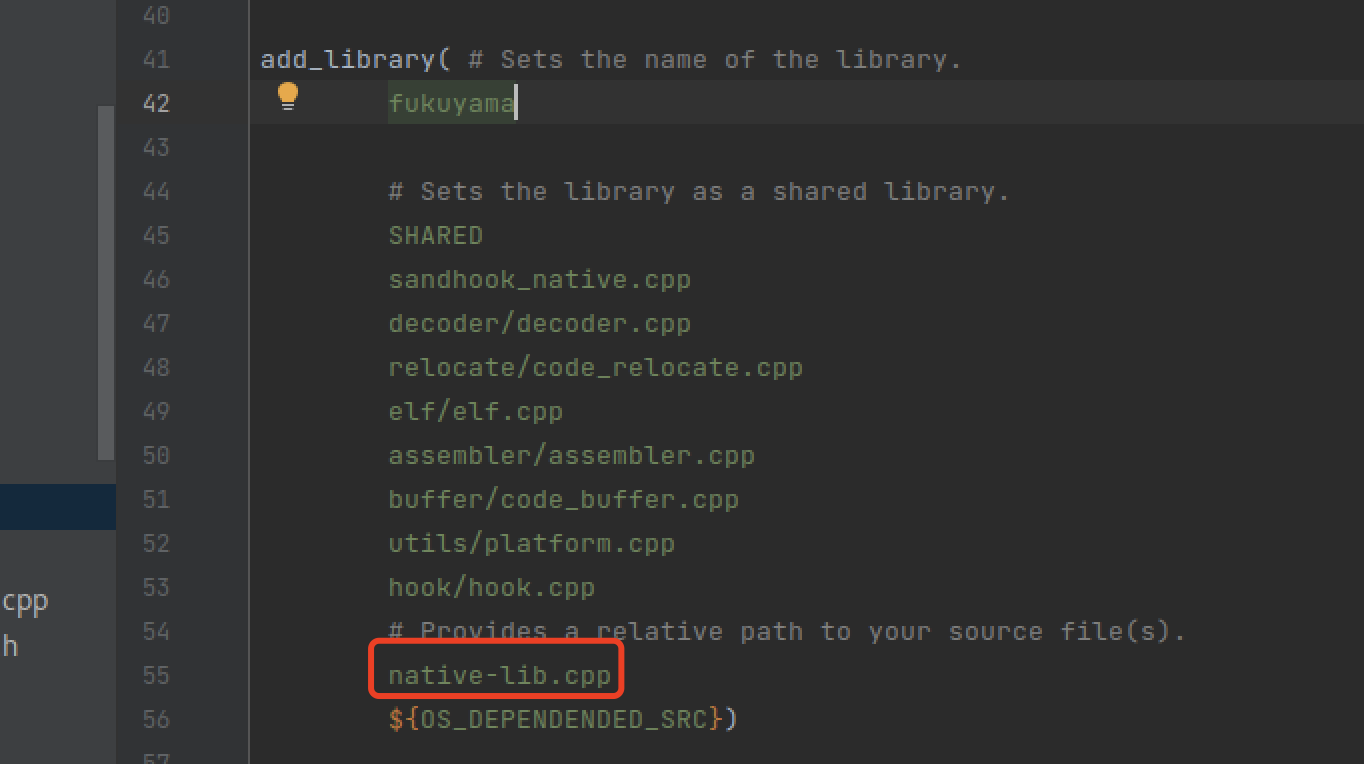 40
41 add_library( # Sets the name of the library.
42 fukuyama
43
44 # Sets the library as a shared library.
45 SHARED
46 sandhook_native.cpp
47 decoder/decoder.cpp
48 relocate/code_relocate.cpp
49 elf/elf.cpp
50 assembler/assembler.cpp
51 buffer/code_buffer.cpp
52 utils/platform.cpp
53 hook/hook.cpp
cpp
54 # Provides a relative path to your source file(s).
h
55 native-lib.cpp
56 ${OS_DEPENDENDED_SRC})
57